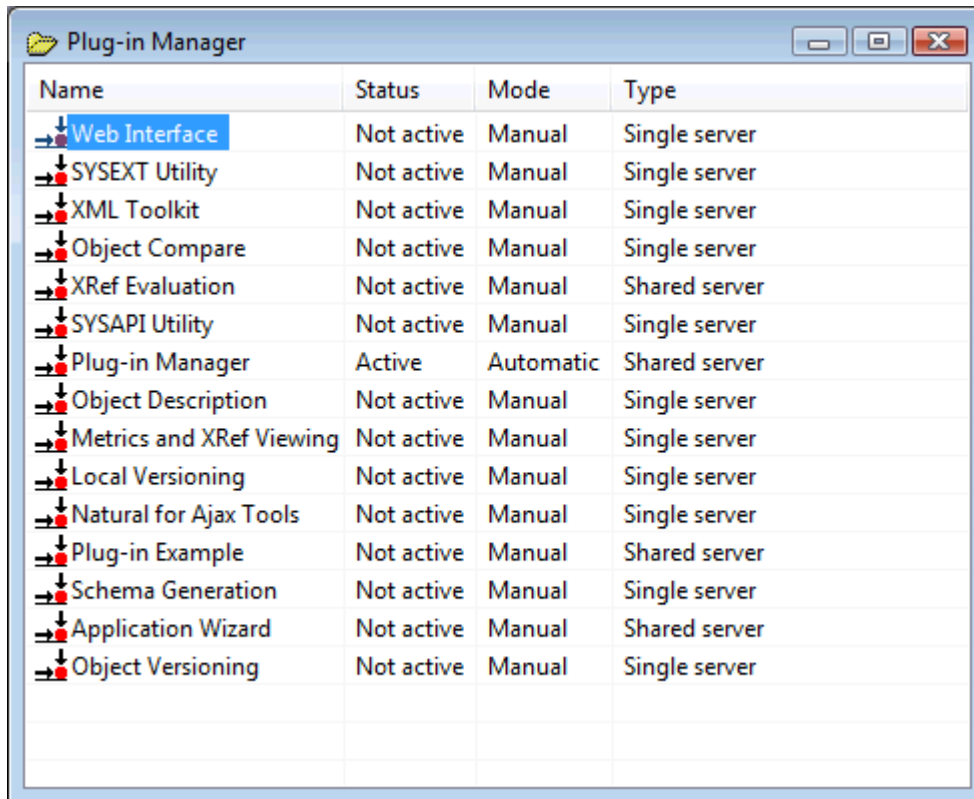 Plug-in Manager
Name Status Mode Type
Web Interface Not active Manual Single server
SYSEXT Utility Not active Manual Single server
XML Toolkit Not active Manual Single server
Object Compare Not active Manual Single server
XRef Evaluation Not active Manual Shared server
SYSAPI Utility Not active Manual Single server
Plug-in Manager Active Automatic Shared server
Object Description Not active Manual Single server
Metrics and XRef Viewing Not active Manual Single server
Local Versioning Not active Manual Single server
Natural for Ajax Tools Not active Manual Single server
Plug-in Example Not active Manual Shared server
Schema Generation Not active Manual Single server
Application Wizard Not active Manual Shared server
Object Versioning Not active Manual Single server